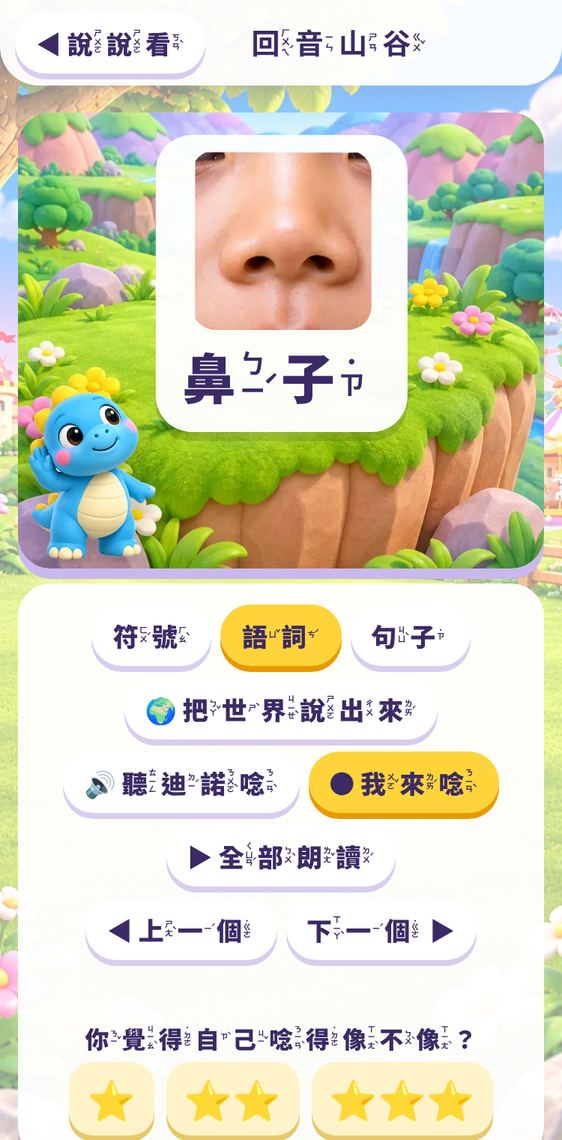 ◀ 說說看
回音山谷
鼻子
ㄅㄧˊ ㄗ˙
符號 語詞 句子
把世界說出來
聽迪諾唸 ● 我來唸
▶ 全部朗讀
◀ 上一個 下一個 ▶
你覺得自己唸得像不像？